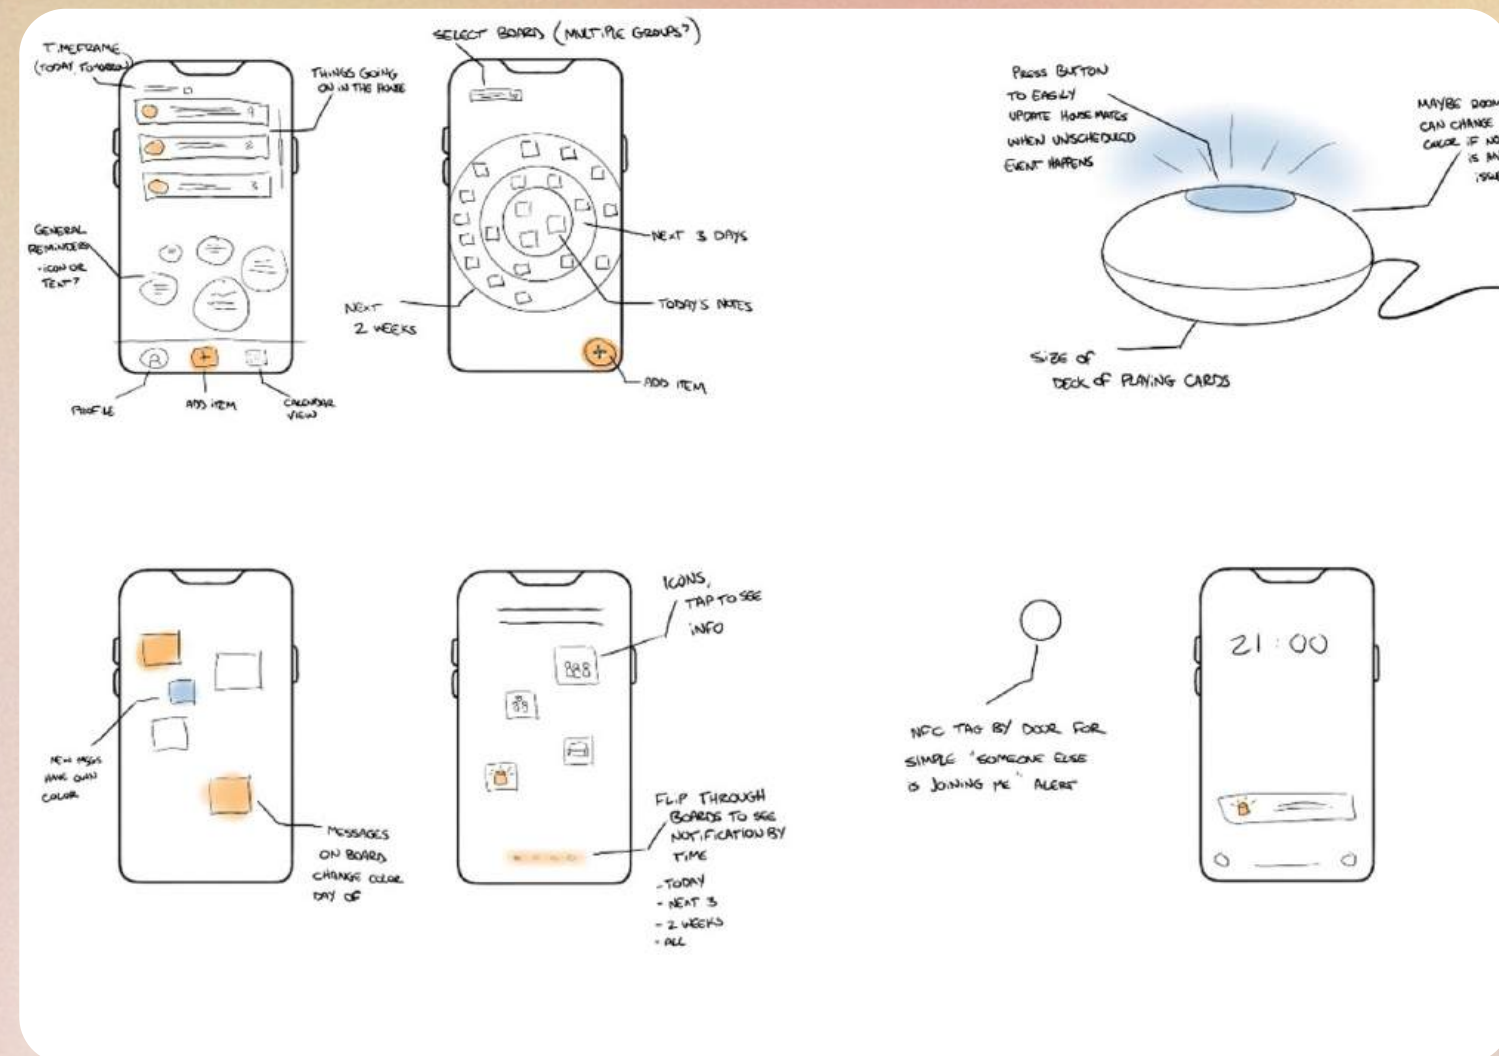 TIMEFRAME
(TODAY, TOMORROW)
THINGS GOING
ON IN THE HOUSE
GENERAL
REMINDERS
-ICON OR
TEXT?
PROFILE
ADD ITEM
CALENDAR
VIEW
SELECT BOARD (MULTIPLE GROUPS?)
NEXT 3 DAYS
TODAY'S NOTES
NEXT
2 WEEKS
ADD ITEM
PRESS BUTTON
TO EASILY
UPDATE HOUSEMATES
WHEN UNSCHEDULED
EVENT HAPPENS
MAYBE
CAN CHANGE
COLOR IF
IS
SIZE OF
DECK OF PLAYING CARDS
NEW MSGS
HAVE OWN
COLOR
MESSAGES
ON BOARD
CHANGE COLOR
DAY OF
ICONS,
TAP TO SEE
INFO
FLIP THROUGH
BOARDS TO SEE
NOTIFICATION BY
TIME
- TODAY
- NEXT 3
- 2 WEEKS
- ALL
NFC TAG BY DOOR FOR
SIMPLE "SOMEONE ELSE
IS JOINING ME" ALERT
21:00